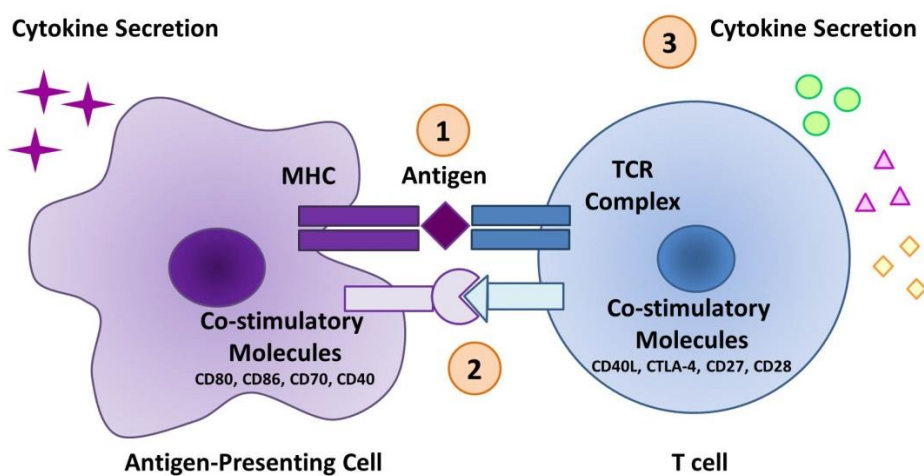 Cytokine Secretion
3
Cytokine Secretion
1
MHC
Antigen
TCR
Complex
Co-stimulatory
Molecules
CD80, CD86, CD70, CD40
Co-stimulatory
Molecules
CD40L, CTLA-4, CD27, CD28
2
Antigen-Presenting Cell
T cell